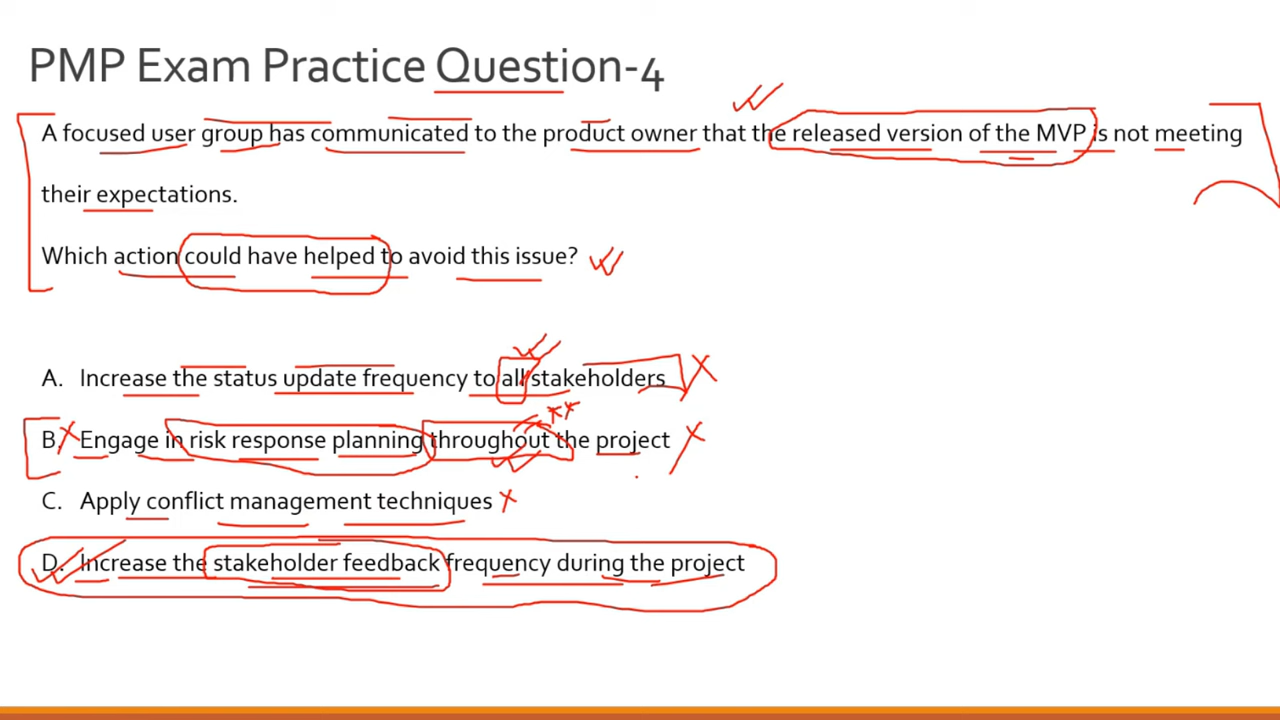 PMP Exam Practice Question-4
A focused user group has communicated to the product owner that the released version of the MVP is not meeting
their expectations.
Which action could have helped to avoid this issue?
A. Increase the status update frequency to all stakeholders
B. Engage in risk response planning throughout the project
C. Apply conflict management techniques
D. Increase the stakeholder feedback frequency during the project